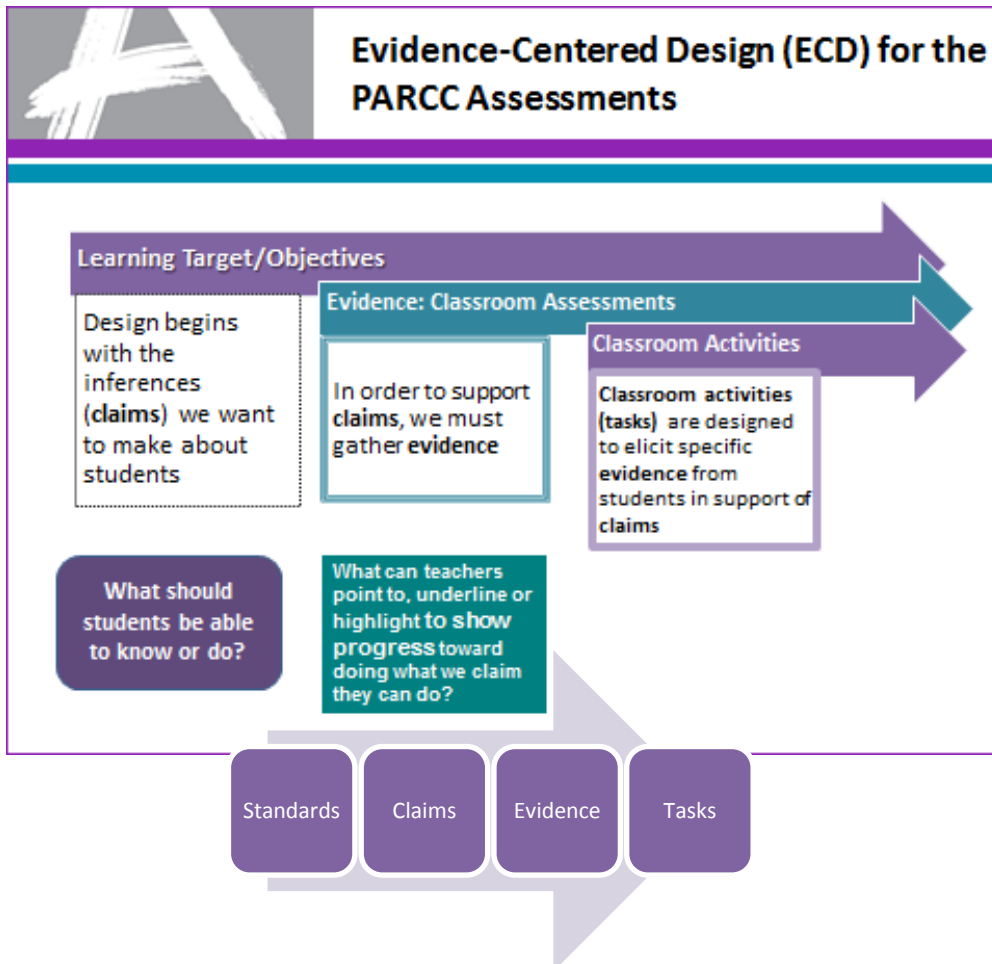 Evidence-Centered Design (ECD) for the
PARCC Assessments
Learning Target/Objectives
Design begins
with the
inferences
(claims) we want
to make about
students
Evidence: Classroom Assessments
In order to support
claims, we must
gather evidence
Classroom Activities
Classroom activities
(tasks) are designed
to elicit specific
evidence from
students in support of
claims
What should
students be able
to know or do?
What can teachers
point to, underline or
highlight to show
progress toward
doing what we claim
they can do?
Standards
Claims
Evidence
Tasks